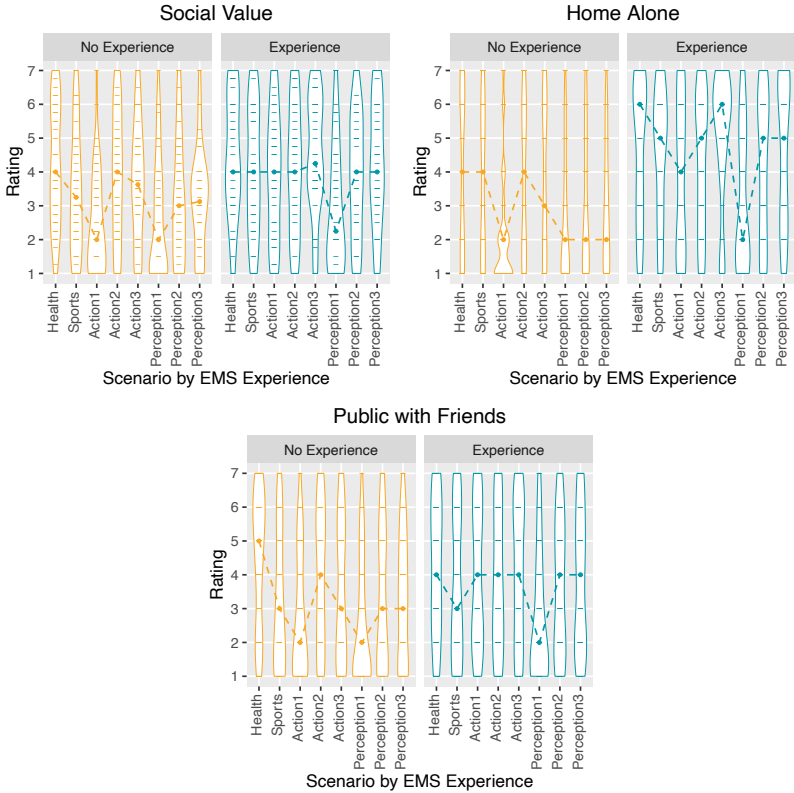 Social Value
No Experience
Experience
Rating
7
6
5
4
3
2
1
Health
Sports
Action1
Action2
Action3
Perception1
Perception2
Perception3
Health
Sports
Action1
Action2
Action3
Perception1
Perception2
Perception3
Scenario by EMS Experience
Home Alone
No Experience
Experience
Rating
7
6
5
4
3
2
1
Health
Sports
Action1
Action2
Action3
Perception1
Perception2
Perception3
Health
Sports
Action1
Action2
Action3
Perception1
Perception2
Perception3
Scenario by EMS Experience
Public with Friends
No Experience
Experience
Rating
7
6
5
4
3
2
1
Health
Sports
Action1
Action2
Action3
Perception1
Perception2
Perception3
Health
Sports
Action1
Action2
Action3
Perception1
Perception2
Perception3
Scenario by EMS Experience